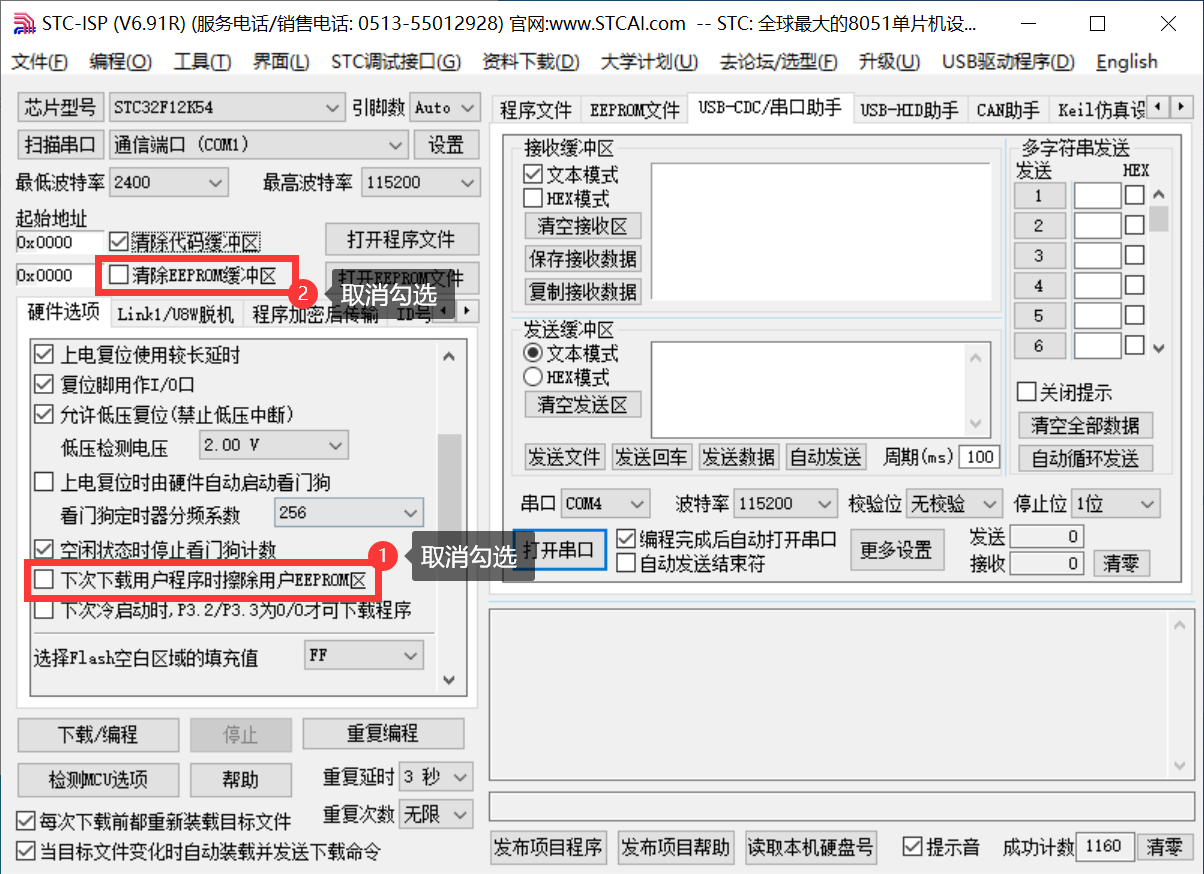 STC-ISP (V6.91R) (服务电话/销售电话: 0513-55012928) 官网:www.STCAI.com -- STC: 全球最大的8051单片机设...
文件(F) 编程(O) 工具(T) 界面(L) STC调试接口(G) 资料下载(D) 大学计划(U) 去论坛/选型(F) 升级(U) USB驱动程序(D) English
芯片型号 STC32F12K54 引脚数 Auto
扫描串口 通信端口 (COM1) 设置
最低波特率 2400 最高波特率 115200
起始地址
0x0000 清除代码缓冲区 打开程序文件
0x0000 清除EEPROM缓冲区 打开EEPROM文件
2 取消勾选
硬件选项 Link1/U8W脱机 程序加密后传输 ID号
上电复位使用较长延时
复位脚用作I/O口
允许低压复位(禁止低压中断)
低压检测电压 2.00 V
上电复位时由硬件自动启动看门狗
看门狗定时器分频系数 256
空闲状态时停止看门狗计数
1 取消勾选
下次下载用户程序时擦除用户EEPROM区
下次冷启动时,P3.2/P3.3为0/0才可下载程序
选择Flash空白区域的填充值 FF
下载/编程 停止 重复编程
检测MCU选项 帮助 重复延时 3 秒
重复次数 无限
每次下载前都重新装载目标文件
当目标文件变化时自动装载并发送下载命令
程序文件 EEPROM文件 USB-CDC/串口助手 USB-HID助手 CAN助手 Keil仿真设
接收缓冲区
文本模式
HEX模式
清空接收区
保存接收数据
复制接收数据
发送缓冲区
文本模式
HEX模式
清空发送区
发送文件 发送回车 发送数据 自动发送 周期(ms) 100
多字符串发送
发送 HEX
1
2
3
4
5
6
关闭提示
清空全部数据
自动循环发送
串口 COM4 波特率 115200 校验位 无校验 停止位 1位
打开串口 编程完成后自动打开串口 更多设置 发送 0
自动发送结束符 接收 0 清零
发布项目程序 发布项目帮助 读取本机硬盘号 提示音 成功计数 1160 清零